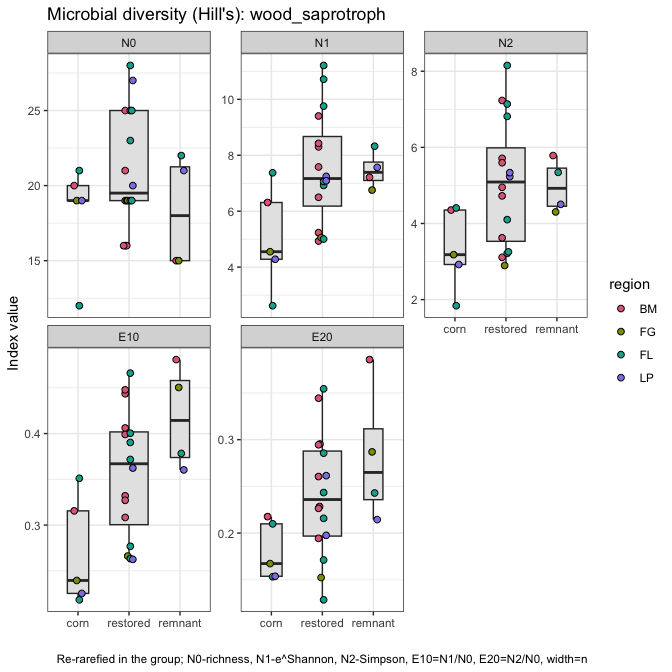 Microbial diversity (Hill's): wood_saprotroph
N0
N1
N2
25
20
15
10
8
6
4
8
6
4
2
corn restored remnant
Index value
region
BM
FG
FL
LP
E10
E20
0.4
0.3
0.3
0.2
corn restored remnant
corn restored remnant
Re-rarefied in the group; N0-richness, N1-e^Shannon, N2-Simpson, E10=N1/N0, E20=N2/N0, width=n